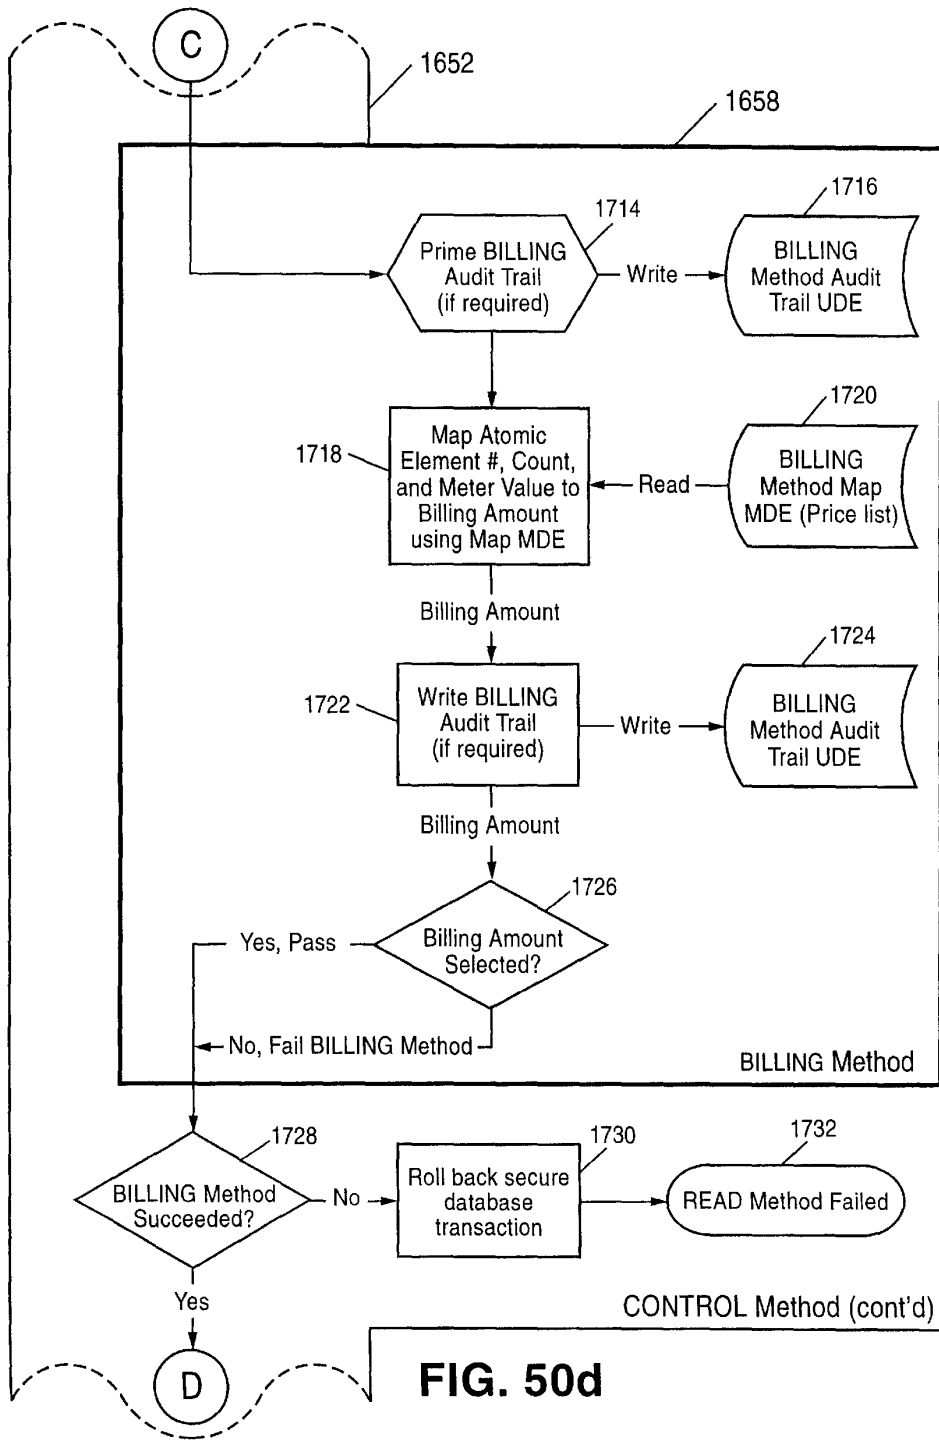 C
1652
1658
1714
Prime BILLING
Audit Trail
(if required)
Write
1716
BILLING
Method Audit
Trail UDE
1718
Map Atomic
Element #, Count,
and Meter Value to
Billing Amount
using Map MDE
Read
1720
BILLING
Method Map
MDE (Price list)
Billing Amount
1722
Write BILLING
Audit Trail
(if required)
Write
1724
BILLING
Method Audit
Trail UDE
Billing Amount
1726
Billing Amount
Selected?
Yes, Pass
No, Fail BILLING Method
BILLING Method
1728
BILLING Method
Succeeded?
No
1730
Roll back secure
database
transaction
1732
READ Method Failed
Yes
CONTROL Method (cont'd)
D
FIG. 50d